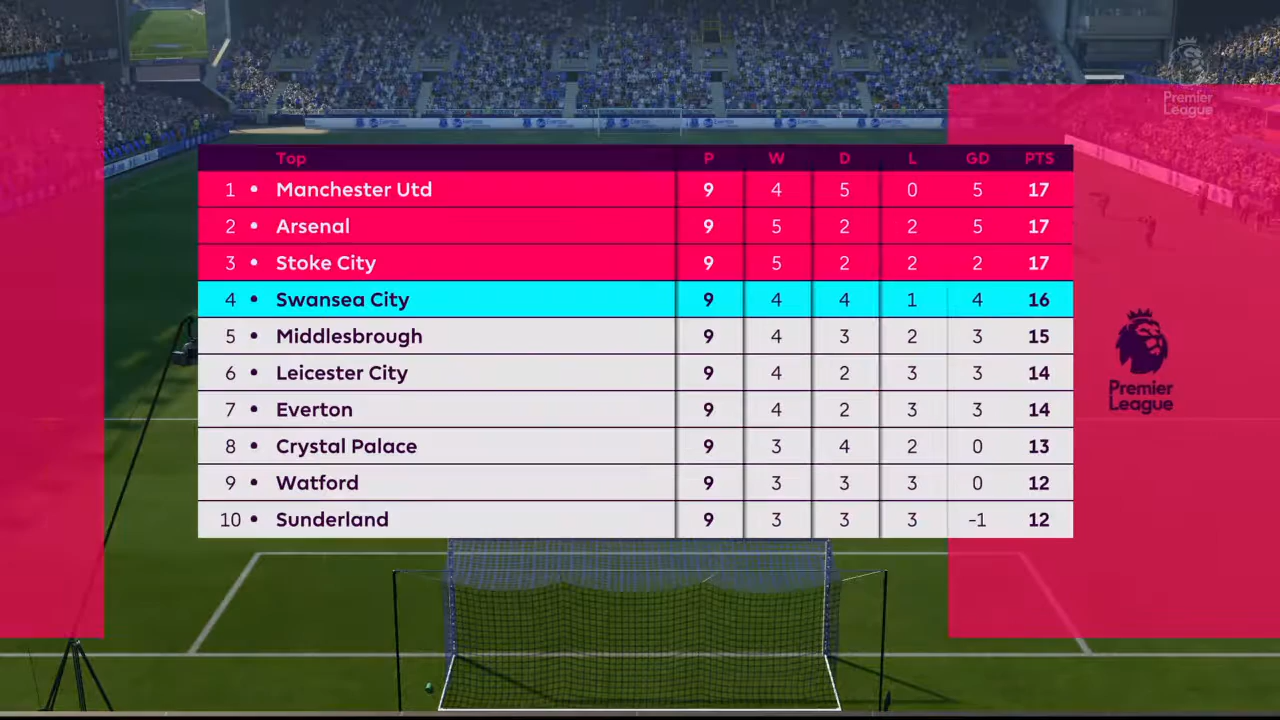 Premier
League
Top P W D L GD PTS
1 • Manchester Utd 9 4 5 0 5 17
2 • Arsenal 9 5 2 2 5 17
3 • Stoke City 9 5 2 2 2 17
4 • Swansea City 9 4 4 1 4 16
5 • Middlesbrough 9 4 3 2 3 15
6 • Leicester City 9 4 2 3 3 14
7 • Everton 9 4 2 3 3 14
8 • Crystal Palace 9 3 4 2 0 13
9 • Watford 9 3 3 3 0 12
10 • Sunderland 9 3 3 3 -1 12
Premier
League